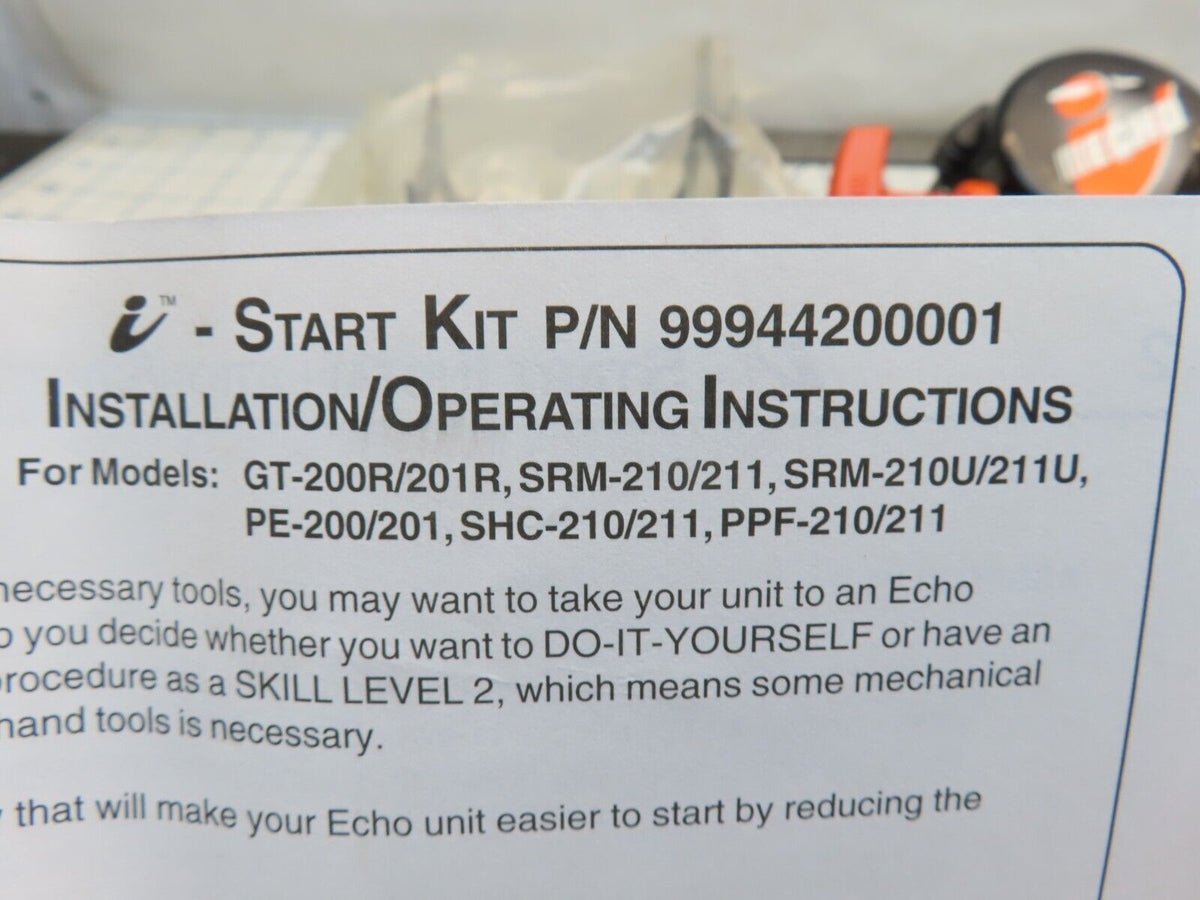 i™ - START KIT P/N 99944200001
INSTALLATION/OPERATING INSTRUCTIONS
For Models: GT-200R/201R, SRM-210/211, SRM-210U/211U,
PE-200/201, SHC-210/211, PPF-210/211
necessary tools, you may want to take your unit to an Echo
you decide whether you want to DO-IT-YOURSELF or have an
procedure as a SKILL LEVEL 2, which means some mechanical
hand tools is necessary.
that will make your Echo unit easier to start by reducing the